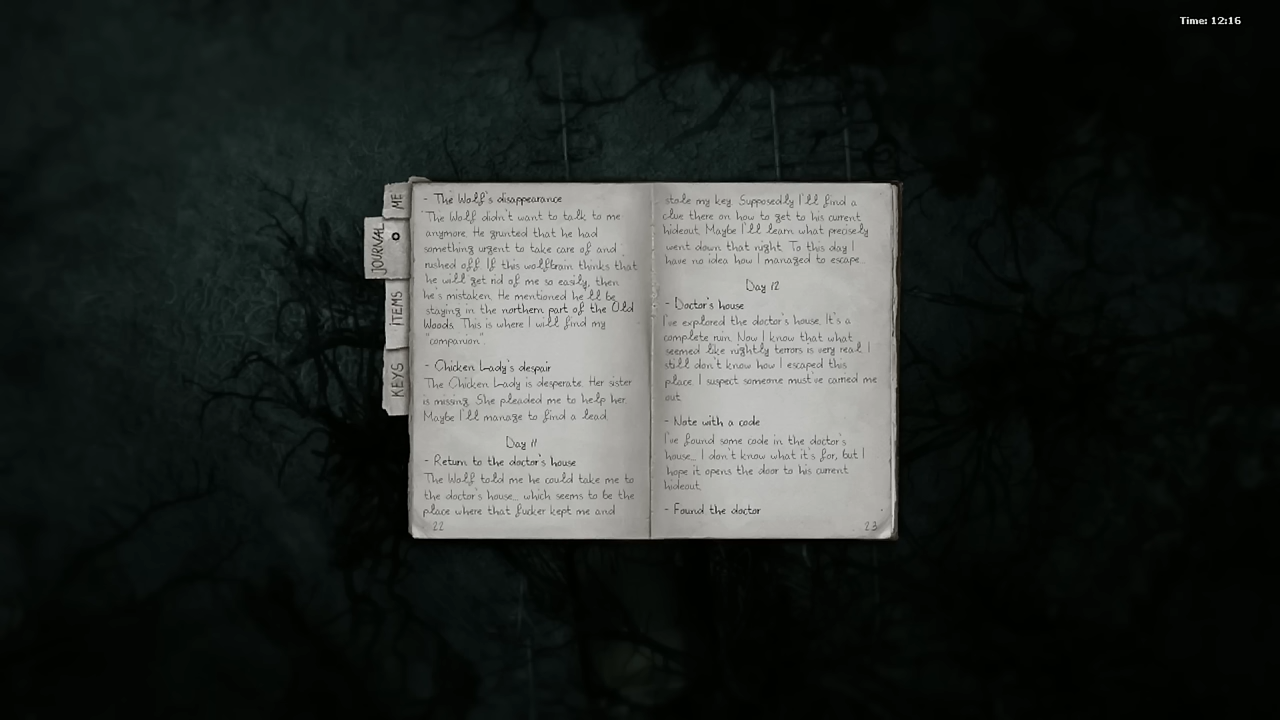 Time: 12:16
ME
JOURNAL
ITEMS
KEYS
- The Wolf's disappearance
The Wolf didn't want to talk to me
anymore. He grunted that he had
something urgent to take care of and
rushed off. If this wolfbrain thinks that
he will get rid of me so easily, then
he's mistaken. He mentioned he'll be
staying in the northern part of the Old
Woods. This is where I will find my
"companion".
- Chicken Lady's despair
The Chicken Lady is desperate. Her sister
is missing. She pleaded me to help her.
Maybe I'll manage to find a lead.
Day 11
- Return to the doctor's house
The Wolf told me he could take me to
the doctor's house... which seems to be the
place where that fucker kept me and
22
stole my key. Supposedly I'll find a
clue there on how to get to his current
hideout. Maybe I'll learn what precisely
went down that night. To this day I
have no idea how I managed to escape...
Day 12
- Doctor's house
I've explored the doctor's house. It's a
complete ruin. Now I know that what
seemed like nightly terrors is very real. I
still don't know how I escaped this
place. I suspect someone must've carried me
out.
- Note with a code
I've found some code in the doctor's
house... I don't know what it's for, but I
hope it opens the door to his current
hideout.
- Found the doctor
23